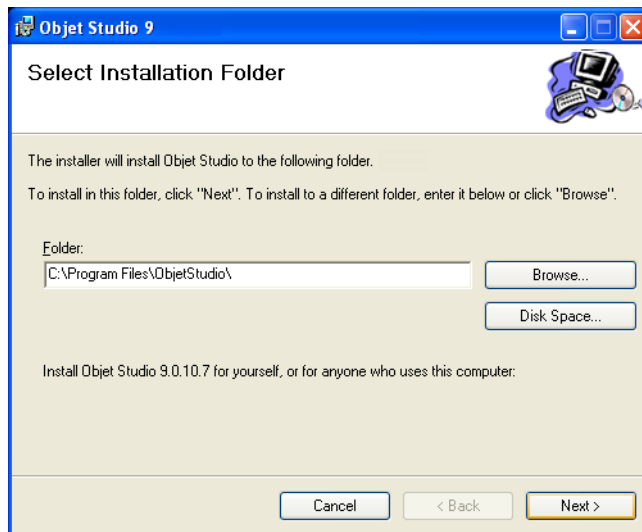 Objet Studio 9
Select Installation Folder
The installer will install Objet Studio to the following folder.
To install in this folder, click "Next". To install to a different folder, enter it below or click "Browse".
Folder:
C:\Program Files\ObjetStudio\
Browse...
Disk Space...
Install Objet Studio 9.0.10.7 for yourself, or for anyone who uses this computer:
Cancel
< Back
Next >